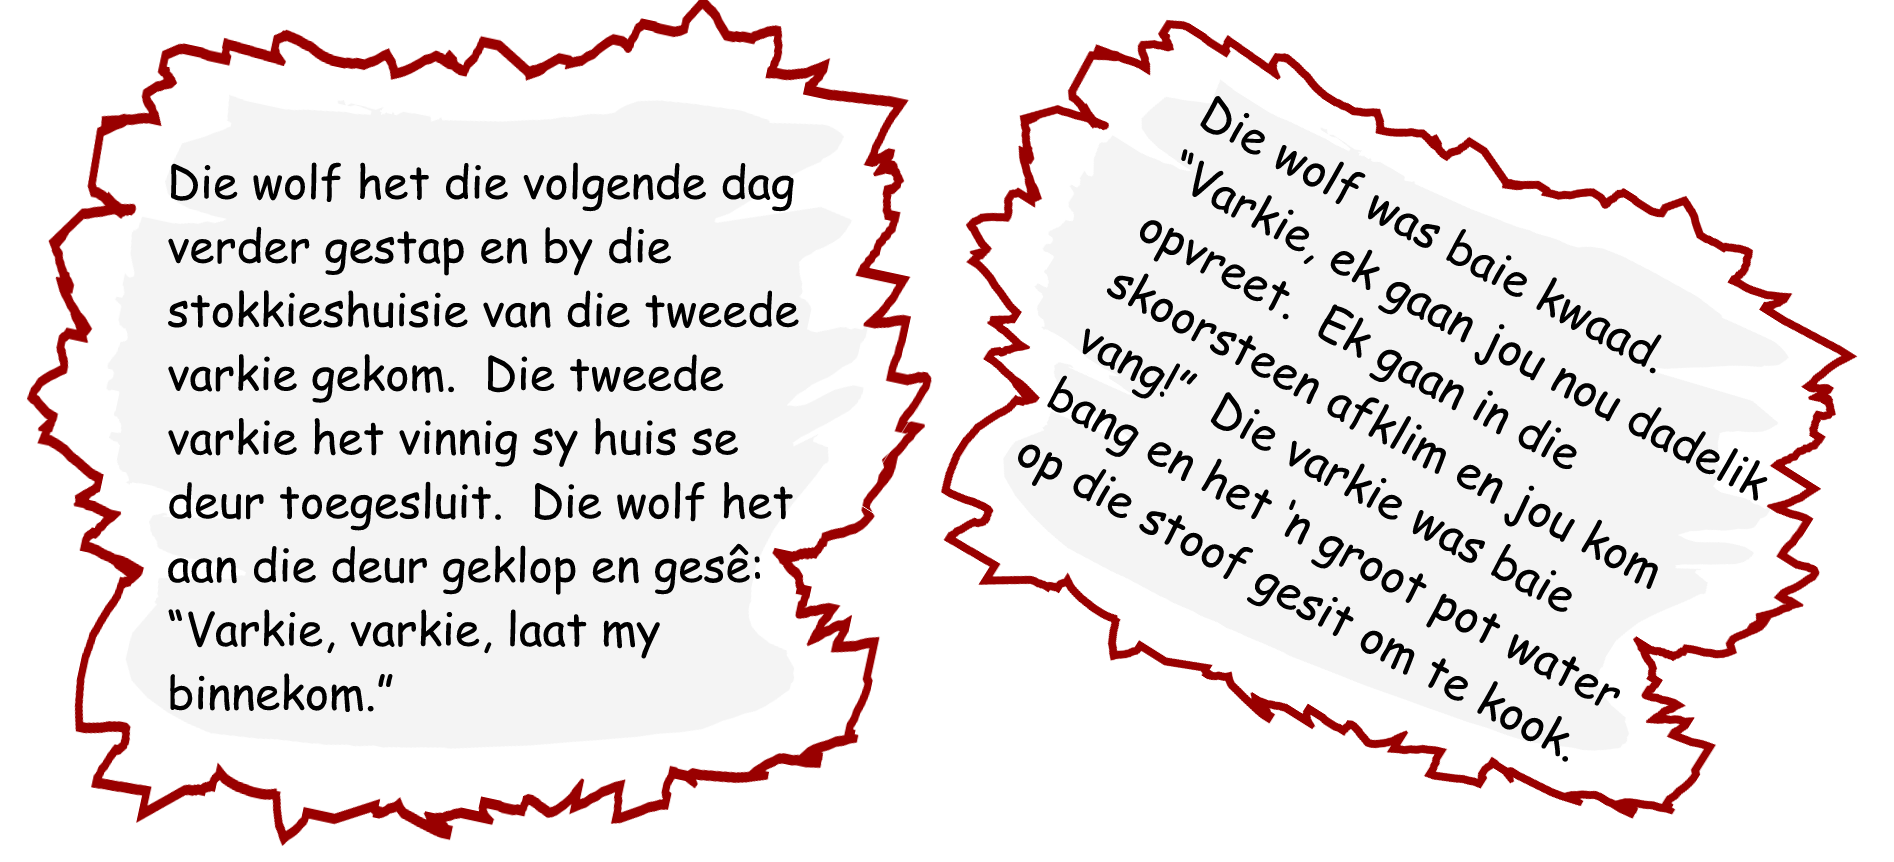 Die wolf het die volgende dag
verder gestap en by die
stokkieshuisie van die tweede
varkie gekom.  Die tweede
varkie het vinnig sy huis se
deur toegesluit.  Die wolf het
aan die deur geklop en gesê:
“Varkie, varkie, laat my
binnekom.”
Die wolf was baie kwaad.
“Varkie, ek gaan jou nou dadelik
opvreet.  Ek gaan in die
skoorsteen afklim en jou kom
vang!”  Die varkie was baie
bang en het 'n groot pot water
op die stoof gesit om te kook.